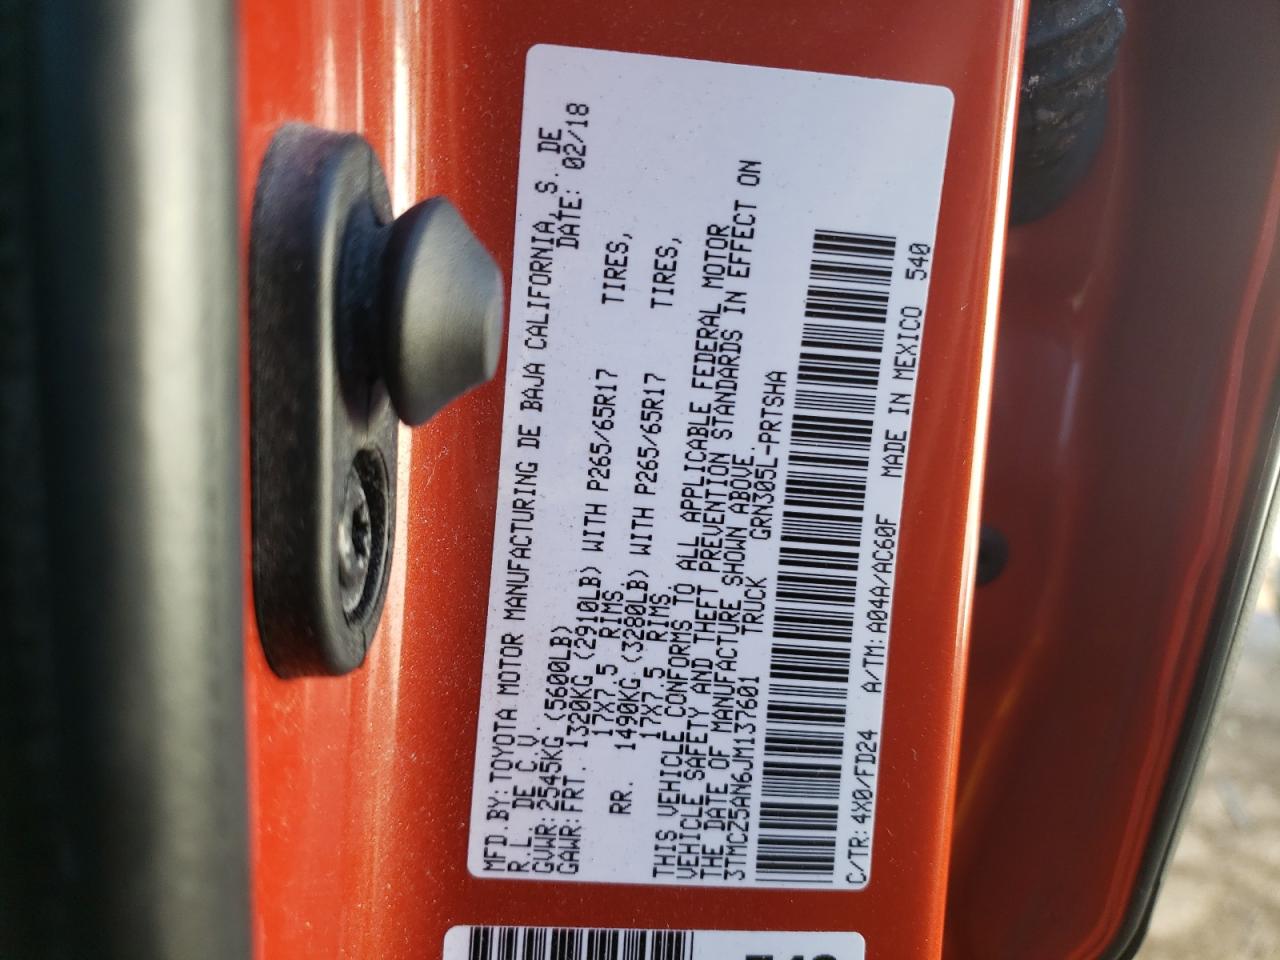 MFD.BY: TOYOTA MOTOR MANUFACTURING DE BAJA CALIFORNIA, S. DE
R.L. DE C.V. DATE: 02/18
GVWR: 2545KG (5600LB)
GAWR: FRT. 1320KG (2910LB) WITH P265/65R17 TIRES,
17X7.5 RIMS.
RR. 1490KG (3280LB) WITH P265/65R17 TIRES,
17X7.5 RIMS.
THIS VEHICLE CONFORMS TO ALL APPLICABLE FEDERAL MOTOR
VEHICLE SAFETY AND THEFT PREVENTION STANDARDS IN EFFECT ON
THE DATE OF MANUFACTURE SHOWN ABOVE.
3TMCZ5AN6JM137601 TRUCK GRN305L-PRTSHA
C/TR: 4X0/FD24 A/TM: A04A/AC60F MADE IN MEXICO 540